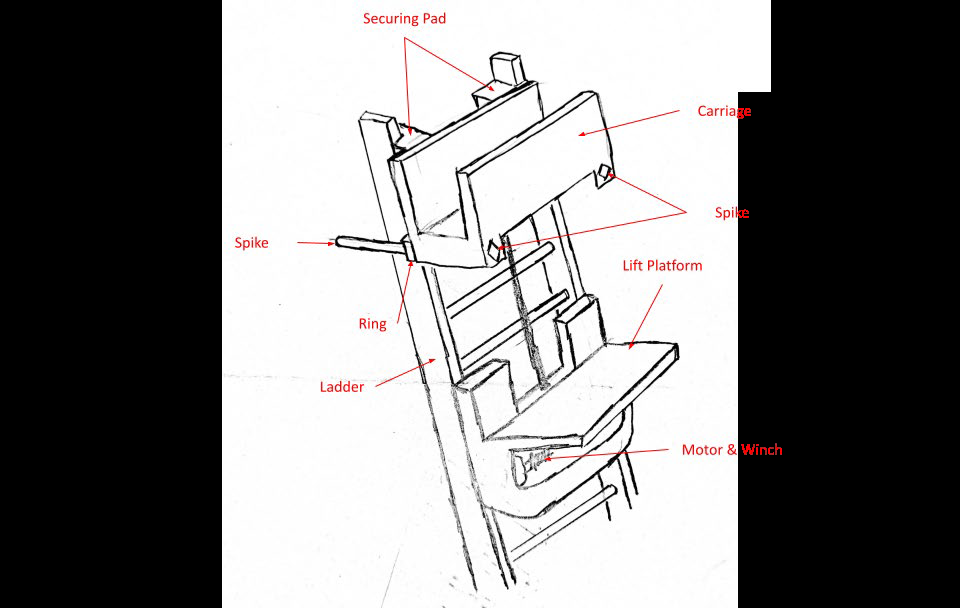 Securing Pad
Carriage
Spike
Spike
Lift Platform
Ring
Ladder
Motor & Winch